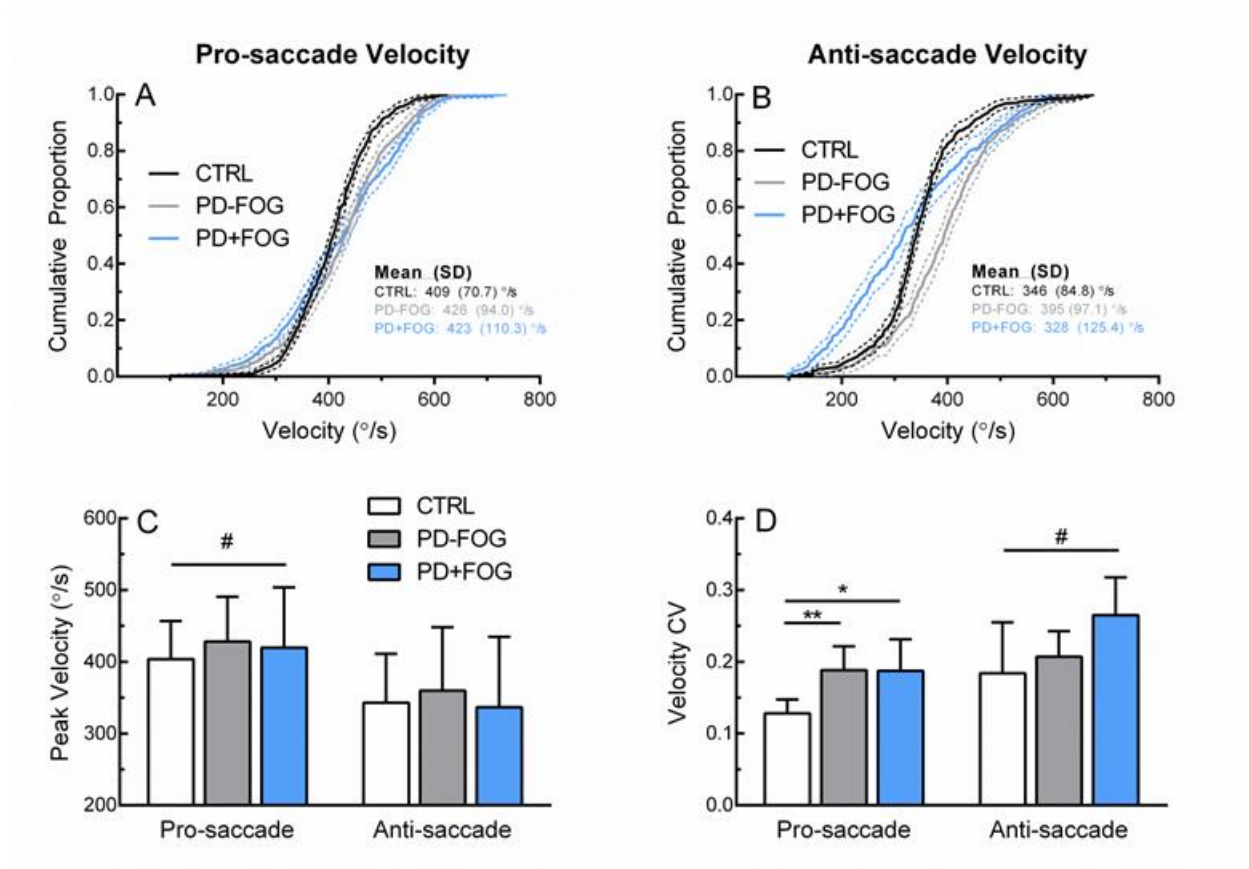 Pro-saccade Velocity
A
Cumulative Proportion
1.0
0.8
0.6
0.4
0.2
0.0
CTRL
PD-FOG
PD+FOG
Mean (SD)
CTRL: 409 (70.7) °/s
PD-FOG: 428 (94.0) °/s
PD+FOG: 423 (110.3) °/s
200
400
600
800
Velocity (°/s)
Anti-saccade Velocity
B
Cumulative Proportion
1.0
0.8
0.6
0.4
0.2
0.0
CTRL
PD-FOG
PD+FOG
Mean (SD)
CTRL: 346 (84.8) °/s
PD-FOG: 395 (97.1) °/s
PD+FOG: 328 (125.4) °/s
200
400
600
800
Velocity (°/s)
C
Peak Velocity (°/s)
600
500
400
300
200
#
CTRL
PD-FOG
PD+FOG
Pro-saccade
Anti-saccade
D
Velocity CV
0.4
0.3
0.2
0.1
0.0
*
**
#
Pro-saccade
Anti-saccade